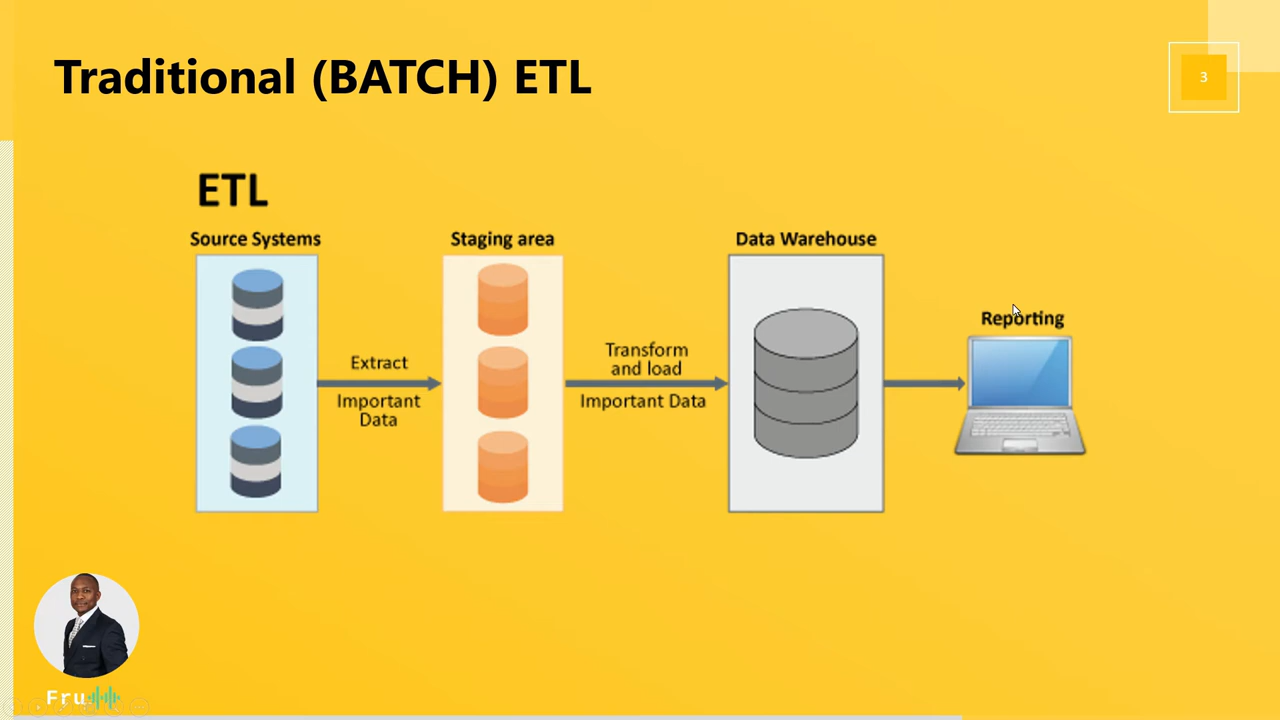 Traditional (BATCH) ETL
3
ETL
Source Systems
Staging area
Data Warehouse
Reporting
Extract
Important
Data
Transform
and load
Important Data
Fru